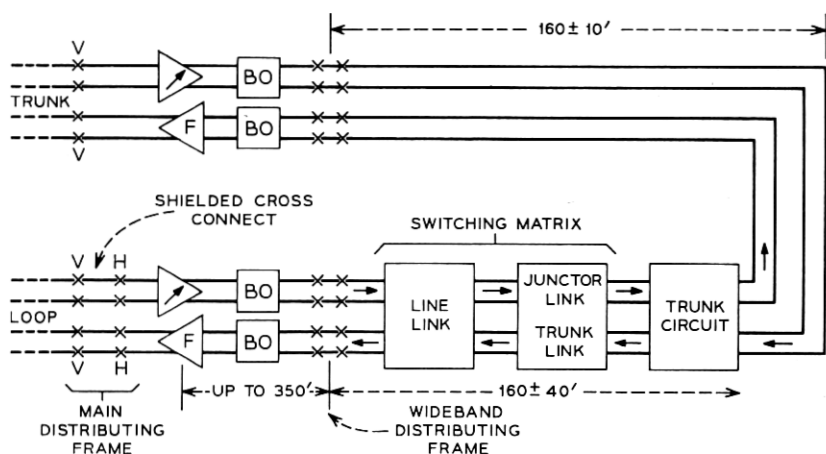 160 ± 10′
V
BO
TRUNK
F
BO
V
SHIELDED CROSS
CONNECT
SWITCHING MATRIX
V H
BO
LOOP
F
BO
V H
LINE
LINK
JUNCTOR
LINK
TRUNK
LINK
TRUNK
CIRCUIT
UP TO 350′
160 ± 40′
MAIN
DISTRIBUTING
FRAME
WIDEBAND
DISTRIBUTING
FRAME